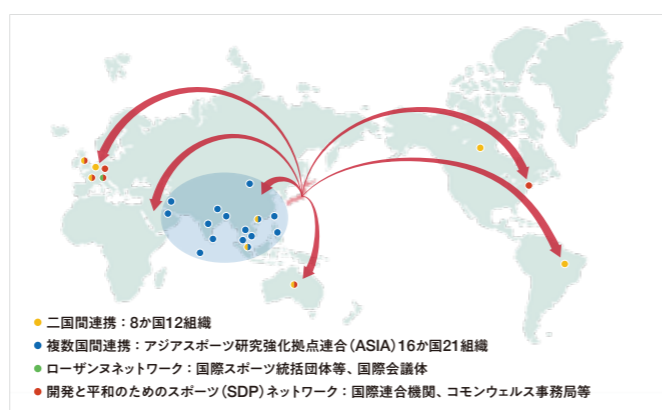 二国間連携：8か国12組織
複数国間連携：アジアスポーツ研究強化拠点連合（ASIA）16か国21組織
ローザンヌネットワーク：国際スポーツ統括団体等、国際会議体
開発と平和のためのスポーツ（SDP）ネットワーク：国際連合機関、コモンウェルス事務局等